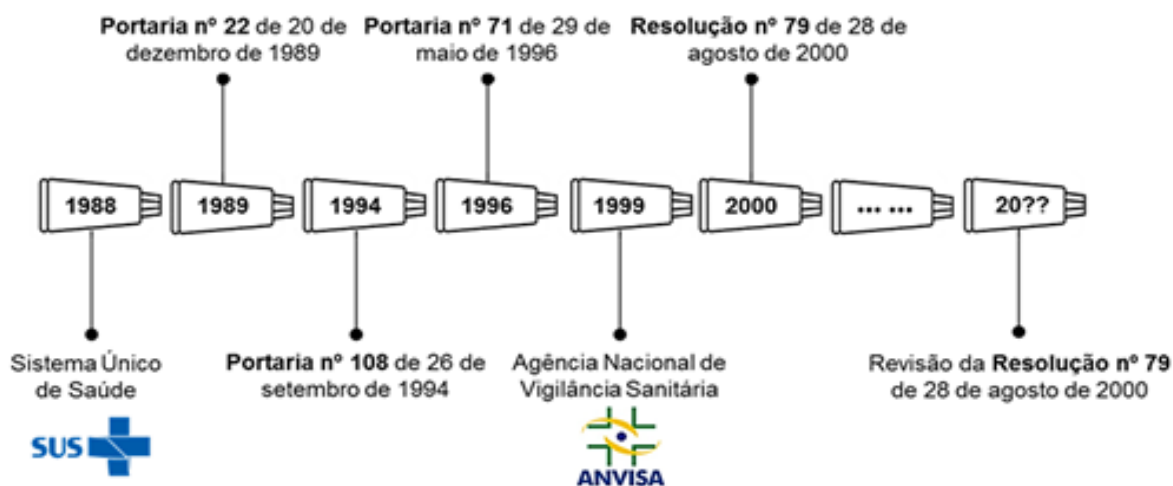 Portaria nº 22 de 20 de
dezembro de 1989
Portaria nº 71 de 29 de
maio de 1996
Resolução nº 79 de 28 de
agosto de 2000
1988
1989
1994
1996
1999
2000
... ...
20??
Sistema Único
de Saúde
SUS
Portaria nº 108 de 26 de
setembro de 1994
Agência Nacional de
Vigilância Sanitária
ANVISA
Revisão da Resolução nº 79
de 28 de agosto de 2000